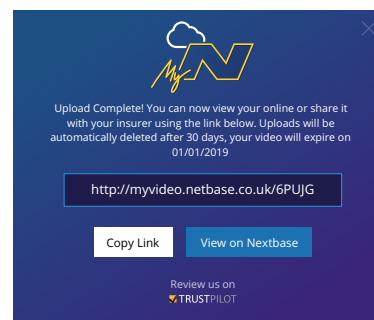 My N
Upload Complete! You can now view your online or share it
with your insurer using the link below. Uploads will be
automatically deleted after 30 days, your video will expire on
01/01/2019
http://myvideo.netbase.co.uk/6PUJG
Copy Link View on Nextbase
Review us on
TRUSTPILOT